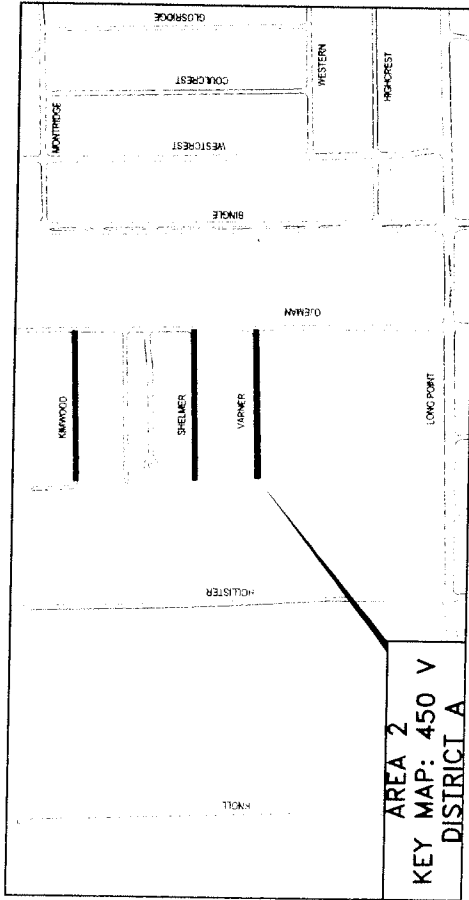 GLOSRIDGE
MONTRIDGE
COULCREST
WESTERN
HIGHCREST
WESTCREST
BINGLE
OJEMAN
KIMWOOD
SHELMER
VARNER
LONG POINT
HOLLISTER
KNOLL
AREA 2
KEY MAP: 450 V
DISTRICT A